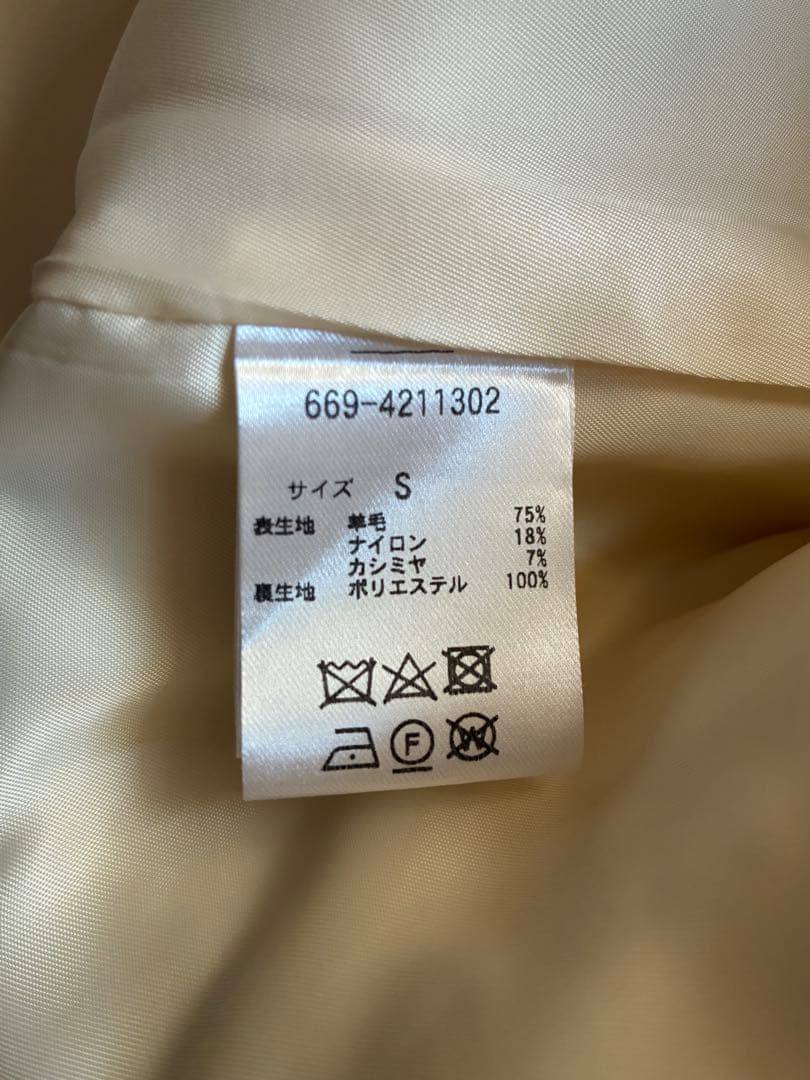 669-4211302
サイズ S
表生地 羊毛 75%
ナイロン 18%
カシミヤ 7%
裏生地 ポリエステル 100%
F
W